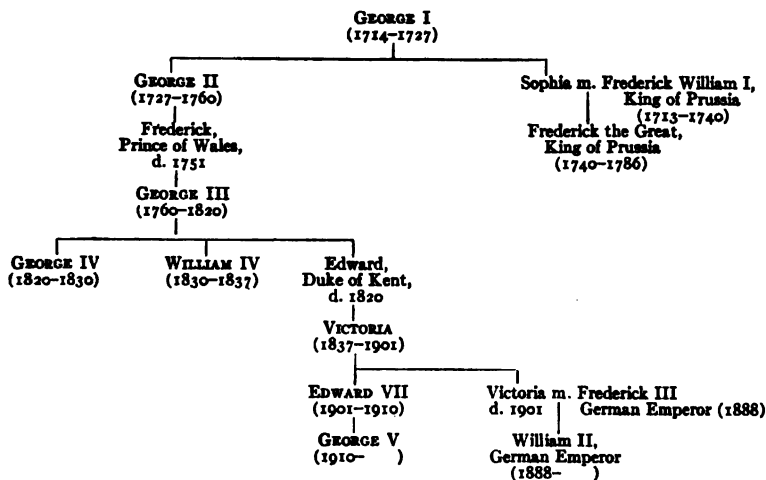 GEORGE I
(1714–1727)
GEORGE II
(1727–1760)
Sophia m. Frederick William I,
King of Prussia
(1713–1740)
Frederick,
Prince of Wales,
d. 1751
Frederick the Great,
King of Prussia
(1740–1786)
GEORGE III
(1760–1820)
GEORGE IV
(1820–1830)
WILLIAM IV
(1830–1837)
Edward,
Duke of Kent,
d. 1820
VICTORIA
(1837–1901)
EDWARD VII
(1901–1910)
Victoria m. Frederick III
d. 1901 German Emperor (1888)
GEORGE V
(1910– )
William II,
German Emperor
(1888– )